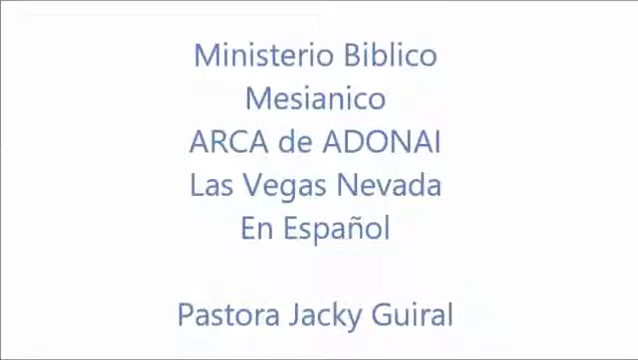 Ministerio Biblico
Mesianico
ARCA de ADONAI
Las Vegas Nevada
En Español
Pastora Jacky Guiral